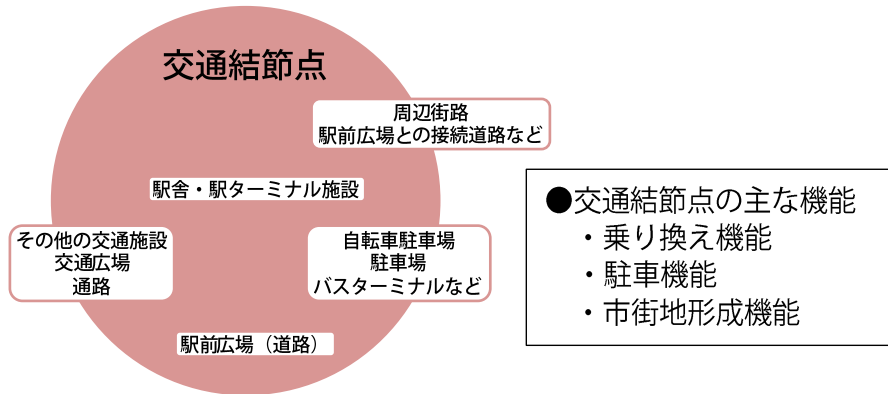 交通結節点
周辺街路
駅前広場との接続道路など
駅舎・駅ターミナル施設
その他の交通施設
交通広場
通路
自転車駐車場
駐車場
バスターミナルなど
駅前広場（道路）
●交通結節点の主な機能
・乗り換え機能
・駐車機能
・市街地形成機能